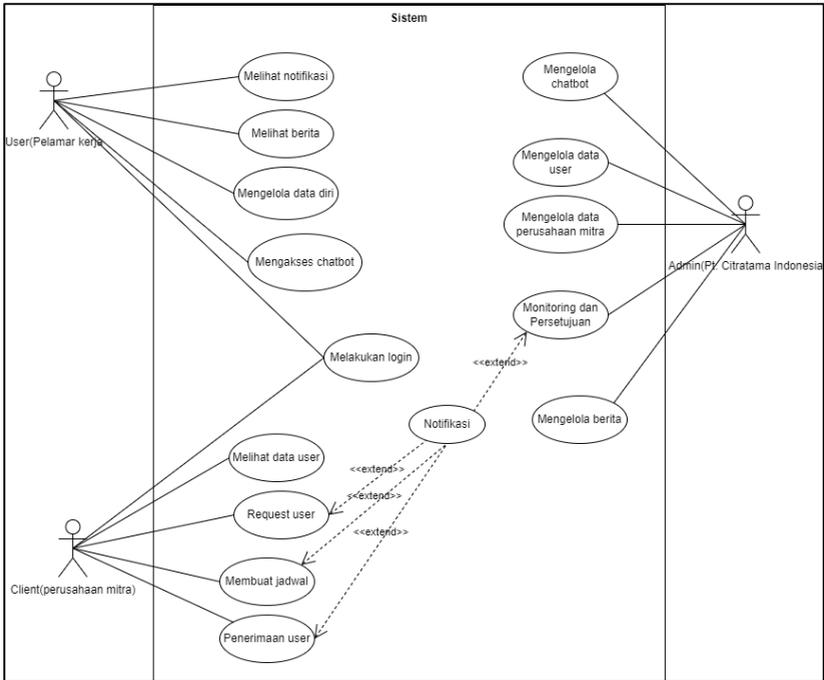 Sistem
Melihat notifikasi
Mengelola
chatbot
User(Pelamar kerja
Melihat berita
Mengelola data
user
Mengelola data diri
Mengelola data
perusahaan mitra
Mengakses chatbot
Admin(Pt. Citratama Indonesia
Monitoring dan
Persetujuan
Melakukan login
<<extend>>
Notifikasi
Mengelola berita
Melihat data user
<<extend>>
<<extend>>
Request user
<<extend>>
Membuat jadwal
Client(perusahaan mitra)
Penerimaan user